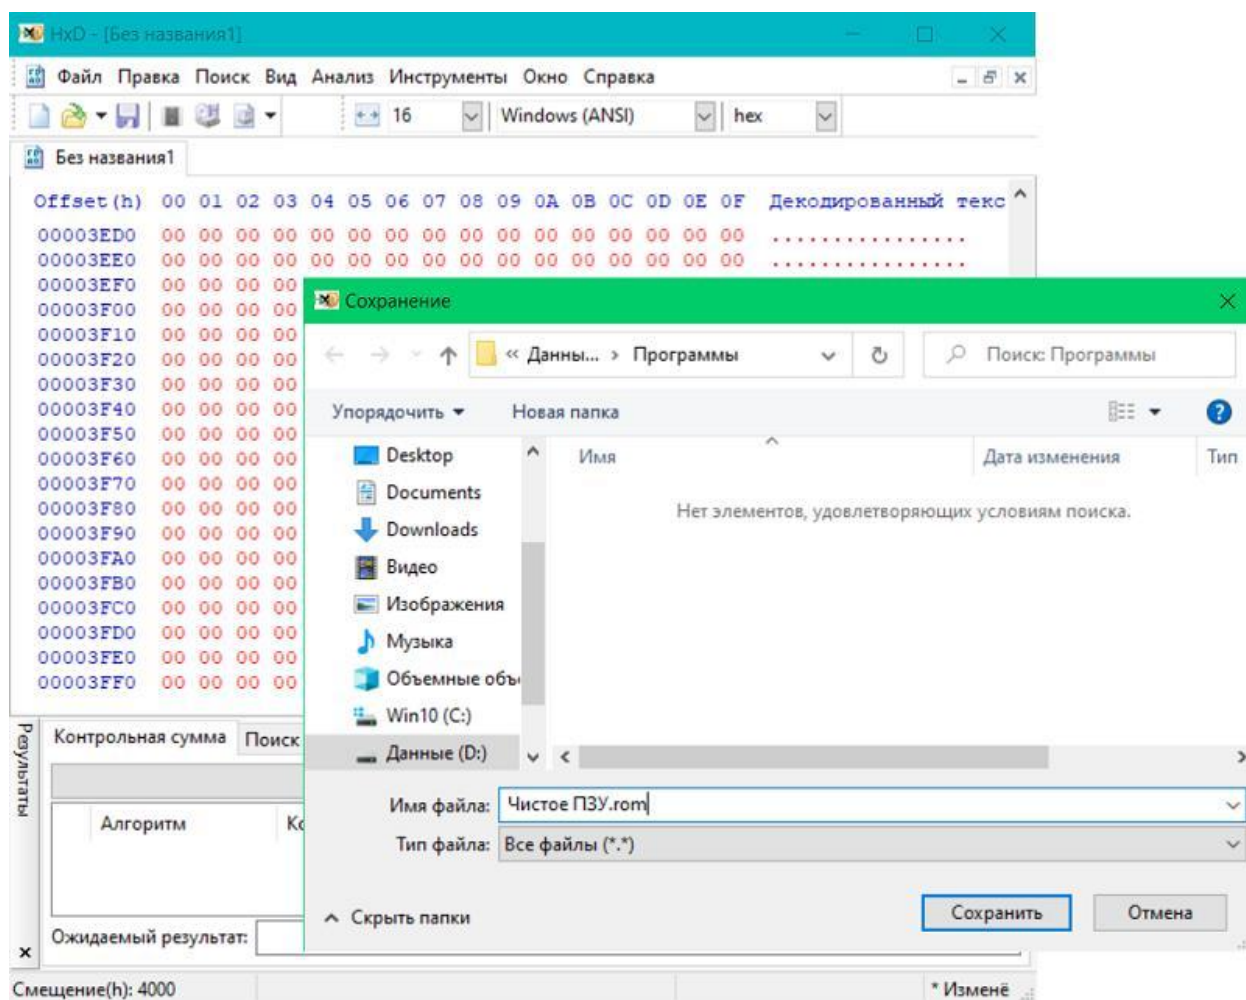 HxD - [Без названия1]
Файл Правка Поиск Вид Анализ Инструменты Окно Справка
16 Windows (ANSI) hex
Без названия1
Offset(h) 00 01 02 03 04 05 06 07 08 09 0A 0B 0C 0D 0E 0F Декодированный текс
00003ED0 00 00 00 00 00 00 00 00 00 00 00 00 00 00 00 00 ................
00003EE0 00 00 00 00 00 00 00 00 00 00 00 00 00 00 00 00 ................
00003EF0 00 00 00 00
00003F00 00 00 00 00
00003F10 00 00 00 00
00003F20 00 00 00 00
00003F30 00 00 00 00
00003F40 00 00 00 00
00003F50 00 00 00 00
00003F60 00 00 00 00
00003F70 00 00 00 00
00003F80 00 00 00 00
00003F90 00 00 00 00
00003FA0 00 00 00 00
00003FB0 00 00 00 00
00003FC0 00 00 00 00
00003FD0 00 00 00 00
00003FE0 00 00 00 00
00003FF0 00 00 00 00
Результаты
Контрольная сумма Поиск
Алгоритм Ко
Ожидаемый результат:
Смещение(h): 4000 * Изменё
Сохранение
« Данны... › Программы Поиск: Программы
Упорядочить Новая папка
Имя Дата изменения Тип
Нет элементов, удовлетворяющих условиям поиска.
Desktop
Documents
Downloads
Видео
Изображения
Музыка
Объемные объ
Win10 (C:)
Данные (D:)
Имя файла: Чистое ПЗУ.rom
Тип файла: Все файлы (*.*)
Скрыть папки Сохранить Отмена